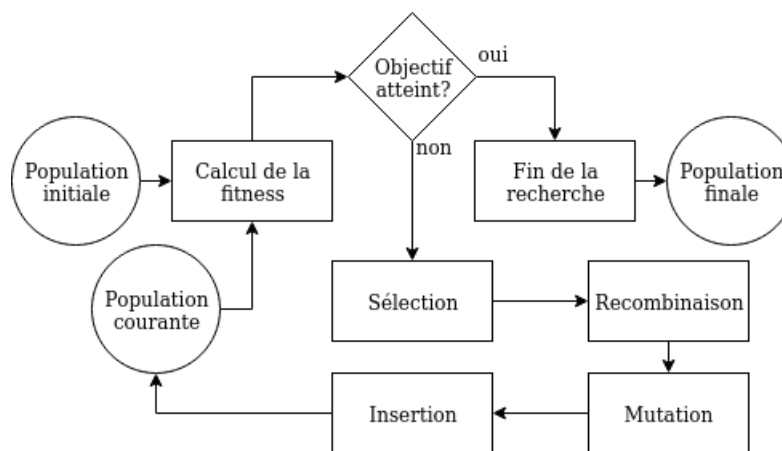 Objectif
atteint?
oui
non
Population
initiale
Calcul de la
fitness
Fin de la
recherche
Population
finale
Population
courante
Sélection
Recombinaison
Insertion
Mutation